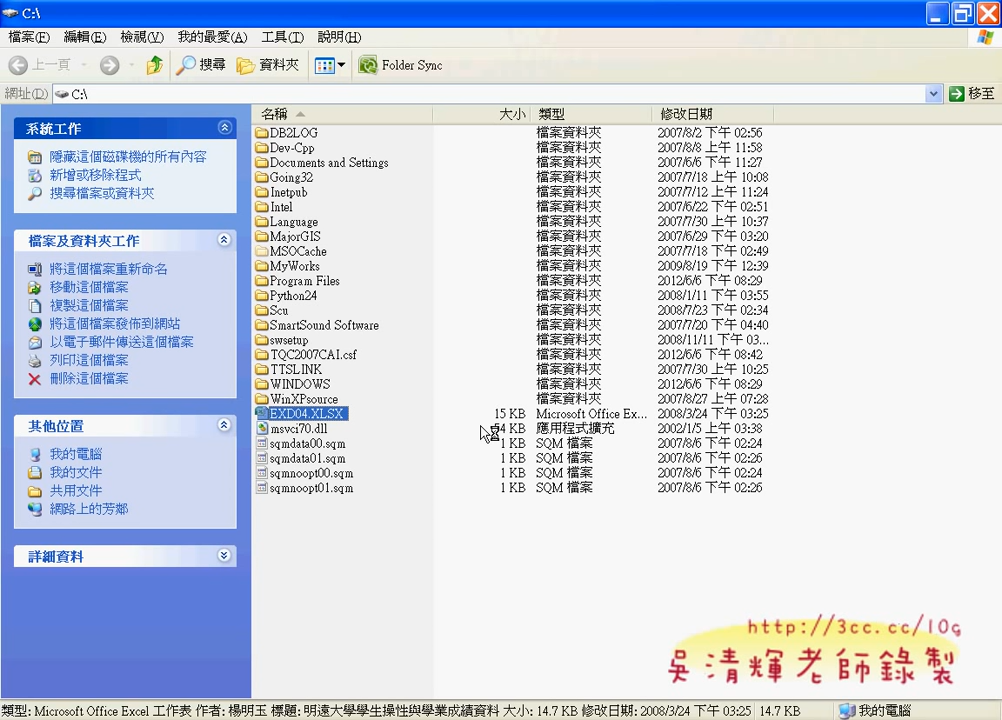 C:\
檔案(F) 編輯(E) 檢視(V) 我的最愛(A) 工具(T) 說明(H)
上一頁 搜尋 資料夾 Folder Sync
網址(D) C:\ 移至
系統工作
隱藏這個磁碟機的所有內容
新增或移除程式
搜尋檔案或資料夾
檔案及資料夾工作
將這個檔案重新命名
移動這個檔案
複製這個檔案
將這個檔案發佈到網站
以電子郵件傳送這個檔案
列印這個檔案
刪除這個檔案
其他位置
我的電腦
我的文件
共用文件
網路上的芳鄰
詳細資料
名稱 大小 類型 修改日期
DB2LOG 檔案資料夾 2007/8/2 下午 02:56
Dev-Cpp 檔案資料夾 2007/8/8 上午 11:58
Documents and Settings 檔案資料夾 2007/6/6 下午 11:27
Going32 檔案資料夾 2007/7/18 上午 10:08
Inetpub 檔案資料夾 2007/7/12 上午 11:24
Intel 檔案資料夾 2007/6/22 下午 02:51
Language 檔案資料夾 2007/7/30 上午 10:37
MajorGIS 檔案資料夾 2007/6/29 下午 03:20
MSOCache 檔案資料夾 2007/7/18 下午 02:49
MyWorks 檔案資料夾 2009/8/19 下午 12:39
Program Files 檔案資料夾 2012/6/6 下午 08:29
Python24 檔案資料夾 2008/1/11 下午 03:55
Scu 檔案資料夾 2008/7/23 下午 02:34
SmartSound Software 檔案資料夾 2007/7/20 下午 04:40
swsetup 檔案資料夾 2008/11/11 下午 03...
TQC2007CAI.csf 檔案資料夾 2012/6/6 下午 08:42
TTSLINK 檔案資料夾 2007/7/30 上午 10:25
WINDOWS 檔案資料夾 2012/6/6 下午 08:29
WinXPsource 檔案資料夾 2007/8/27 上午 07:28
EXD04.XLSX 15 KB Microsoft Office Ex... 2008/3/24 下午 03:25
msvci70.dll 54 KB 應用程式擴充 2002/1/5 上午 03:38
sqmdata00.sqm 1 KB SQM 檔案 2007/8/6 下午 02:24
sqmdata01.sqm 1 KB SQM 檔案 2007/8/6 下午 02:26
sqmnoopt00.sqm 1 KB SQM 檔案 2007/8/6 下午 02:24
sqmnoopt01.sqm 1 KB SQM 檔案 2007/8/6 下午 02:26
http://3cc.cc/10g
吳清輝老師錄製
類型: Microsoft Office Excel 工作表 作者: 楊明玉 標題: 明遠大學學生操性與學業成績資料 大小: 14.7 KB 修改日期: 2008/3/24 下午 03:25 14.7 KB 我的電腦